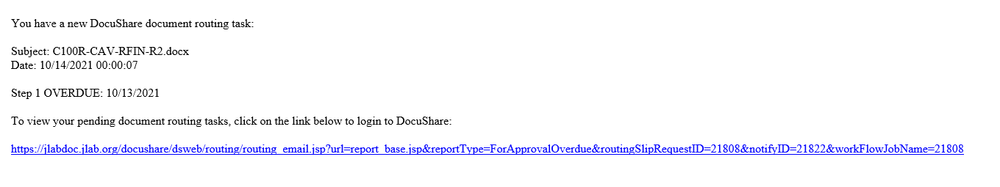 You have a new DocuShare document routing task:
Subject: C100R-CAV-RFIN-R2.docx
Date: 10/14/2021 00:00:07
Step 1 OVERDUE: 10/13/2021
To view your pending document routing tasks, click on the link below to login to DocuShare:
https://jlabdoc.jlab.org/docushare/dsweb/routing/routing_email.jsp?url=report_base.jsp&reportType=ForApprovalOverdue&routingSlipRequestID=21808&notifyID=21822&workFlowJobName=21808